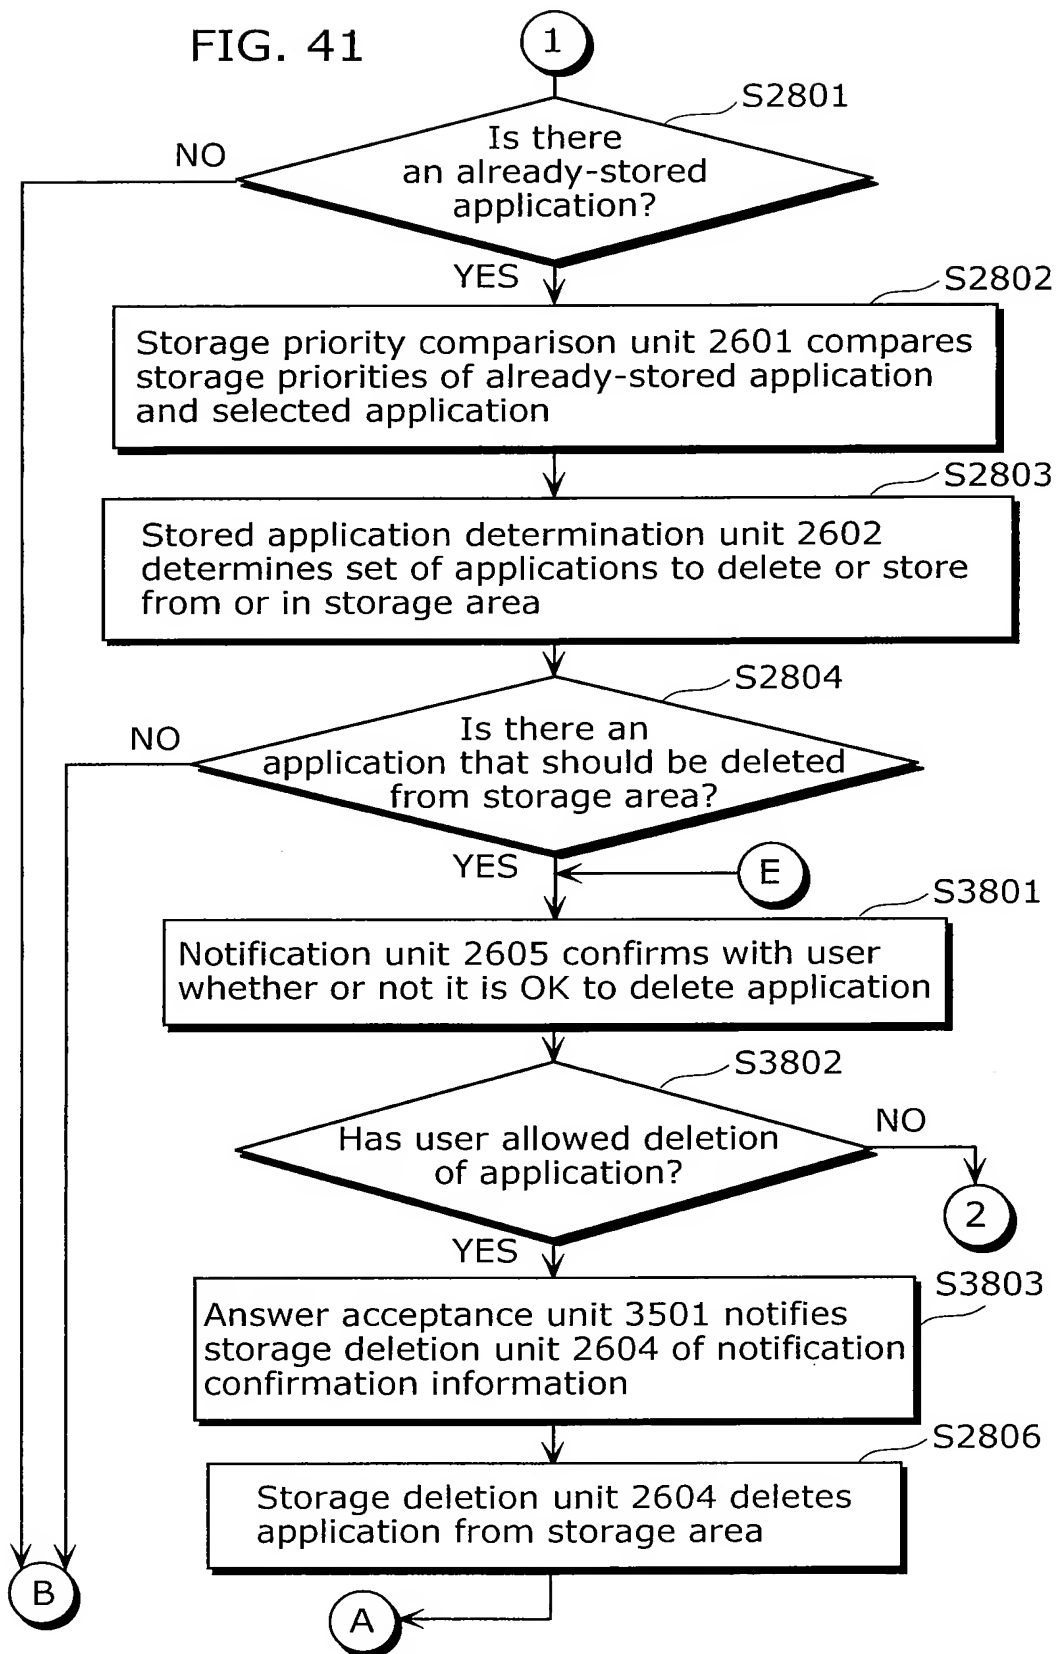 FIG. 41
1
S2801
Is there
an already-stored
application?
NO
YES
S2802
Storage priority comparison unit 2601 compares
storage priorities of already-stored application
and selected application
S2803
Stored application determination unit 2602
determines set of applications to delete or store
from or in storage area
S2804
Is there an
application that should be deleted
from storage area?
NO
YES
E
S3801
Notification unit 2605 confirms with user
whether or not it is OK to delete application
S3802
Has user allowed deletion
of application?
NO
2
YES
S3803
Answer acceptance unit 3501 notifies
storage deletion unit 2604 of notification
confirmation information
S2806
Storage deletion unit 2604 deletes
application from storage area
B
A